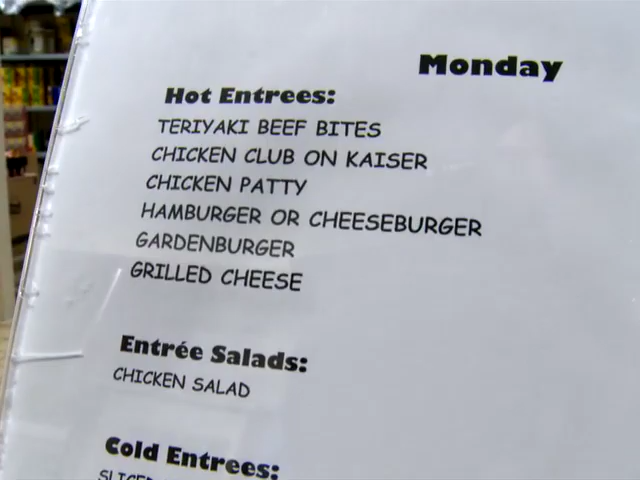 Monday
Hot Entrees:
TERIYAKI BEEF BITES
CHICKEN CLUB ON KAISER
CHICKEN PATTY
HAMBURGER OR CHEESEBURGER
GARDENBURGER
GRILLED CHEESE
Entrée Salads:
CHICKEN SALAD
Cold Entrees: